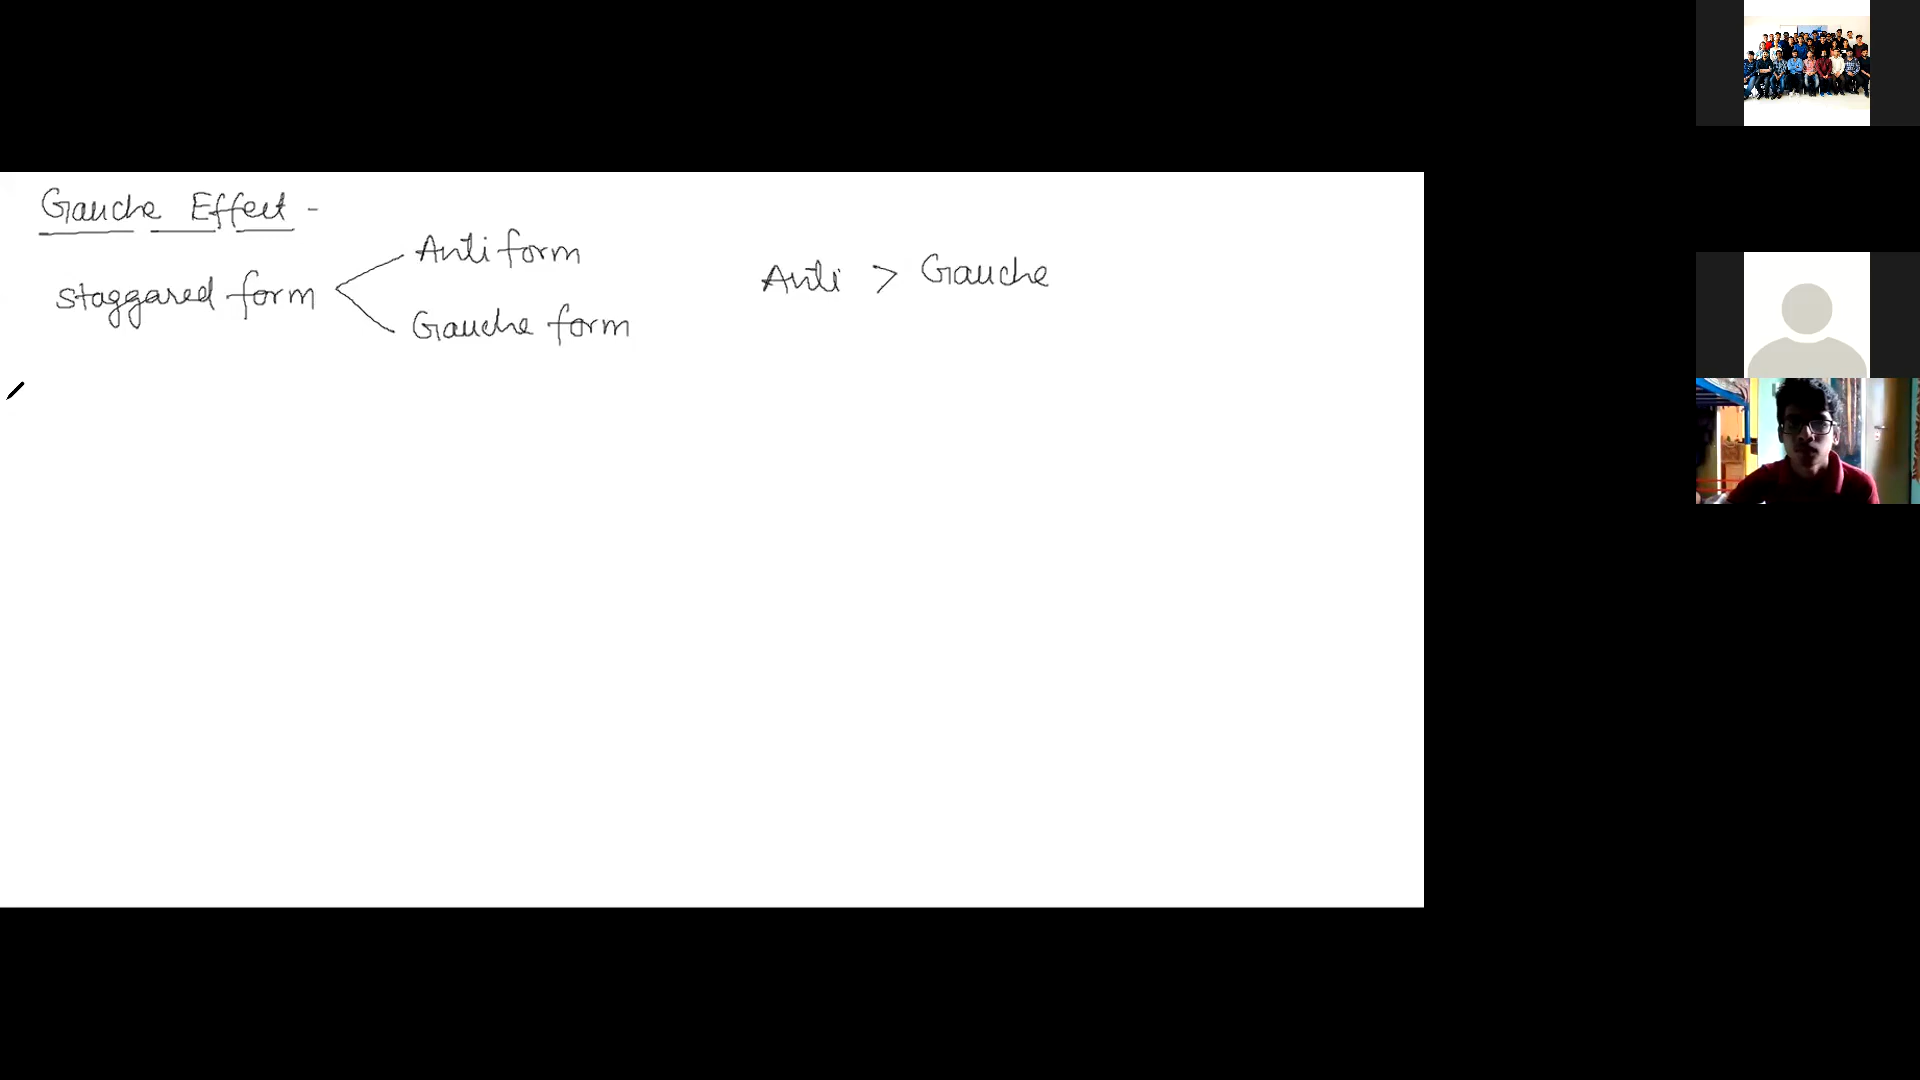 Gauche Effect -
Anti form
staggared form
Anti > Gauche
Gauche form